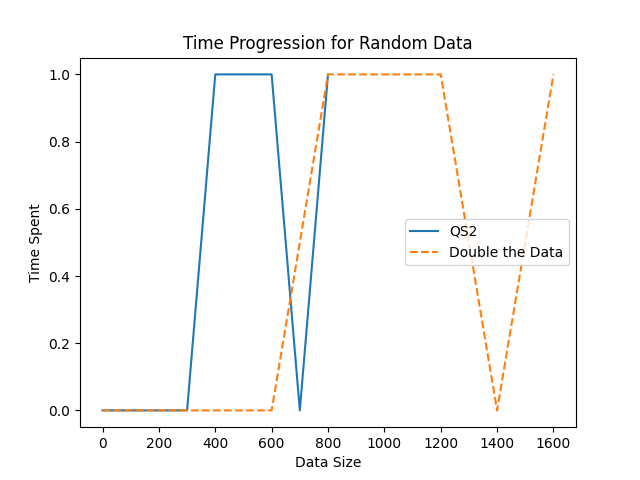 Time Progression for Random Data
1.0
0.8
0.6
0.4
0.2
0.0
Time Spent
QS2
Double the Data
0 200 400 600 800 1000 1200 1400 1600
Data Size